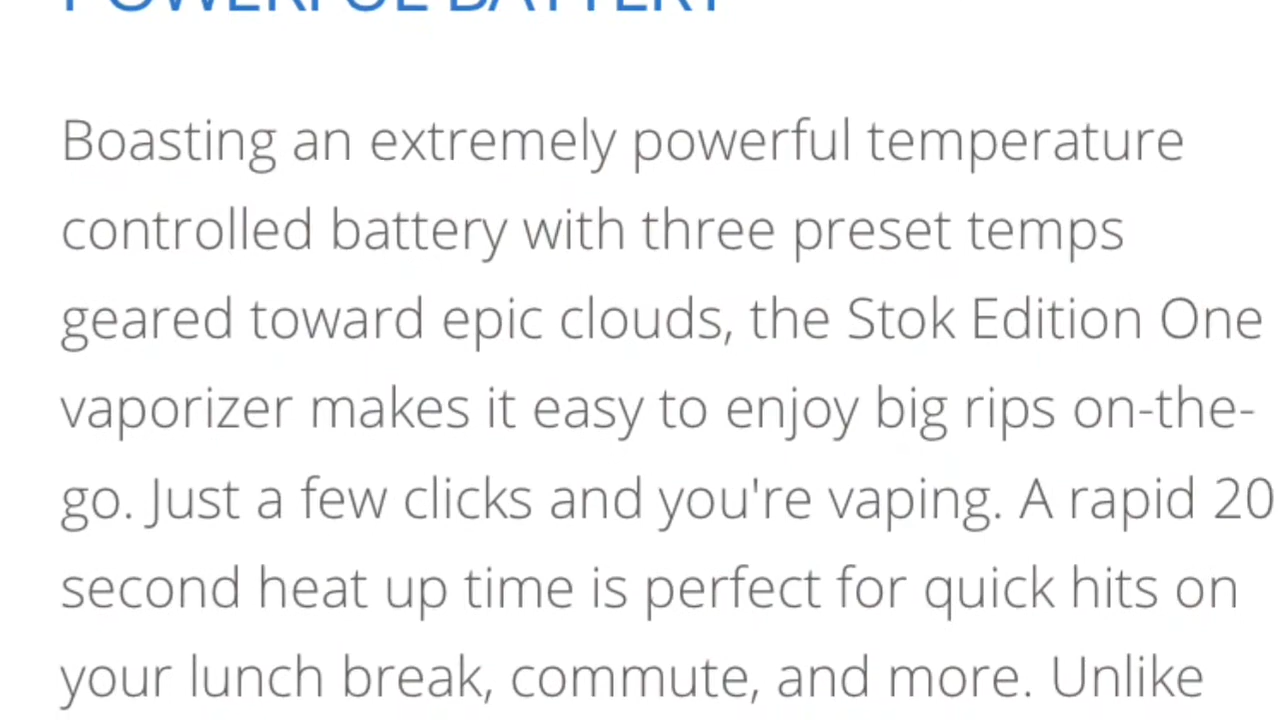 POWERFUL BATTERY
Boasting an extremely powerful temperature
controlled battery with three preset temps
geared toward epic clouds, the Stok Edition One
vaporizer makes it easy to enjoy big rips on-the-
go. Just a few clicks and you're vaping. A rapid 20
second heat up time is perfect for quick hits on
your lunch break, commute, and more. Unlike